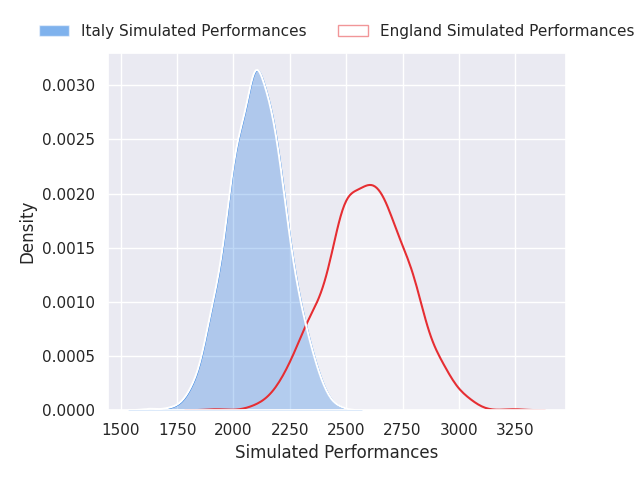 Italy Simulated Performances England Simulated Performances
0.0030
0.0025
0.0020
0.0015
0.0010
0.0005
0.0000
Density
1500 1750 2000 2250 2500 2750 3000 3250
Simulated Performances